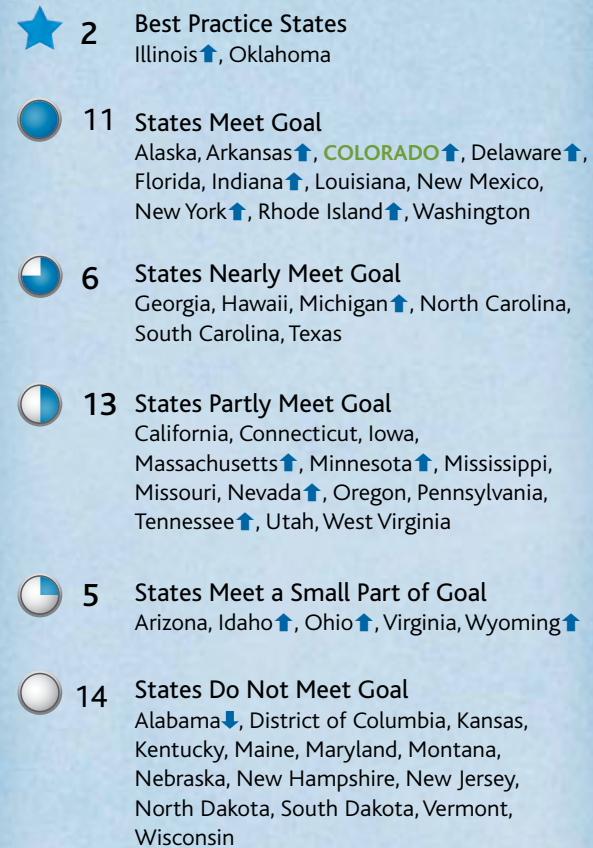 2 Best Practice States
Illinois⬆, Oklahoma
11 States Meet Goal
Alaska, Arkansas⬆, COLORADO⬆, Delaware⬆,
Florida, Indiana⬆, Louisiana, New Mexico,
New York⬆, Rhode Island⬆, Washington
6 States Nearly Meet Goal
Georgia, Hawaii, Michigan⬆, North Carolina,
South Carolina, Texas
13 States Partly Meet Goal
California, Connecticut, Iowa,
Massachusetts⬆, Minnesota⬆, Mississippi,
Missouri, Nevada⬆, Oregon, Pennsylvania,
Tennessee⬆, Utah, West Virginia
5 States Meet a Small Part of Goal
Arizona, Idaho⬆, Ohio⬆, Virginia, Wyoming⬆
14 States Do Not Meet Goal
Alabama⬇, District of Columbia, Kansas,
Kentucky, Maine, Maryland, Montana,
Nebraska, New Hampshire, New Jersey,
North Dakota, South Dakota, Vermont,
Wisconsin